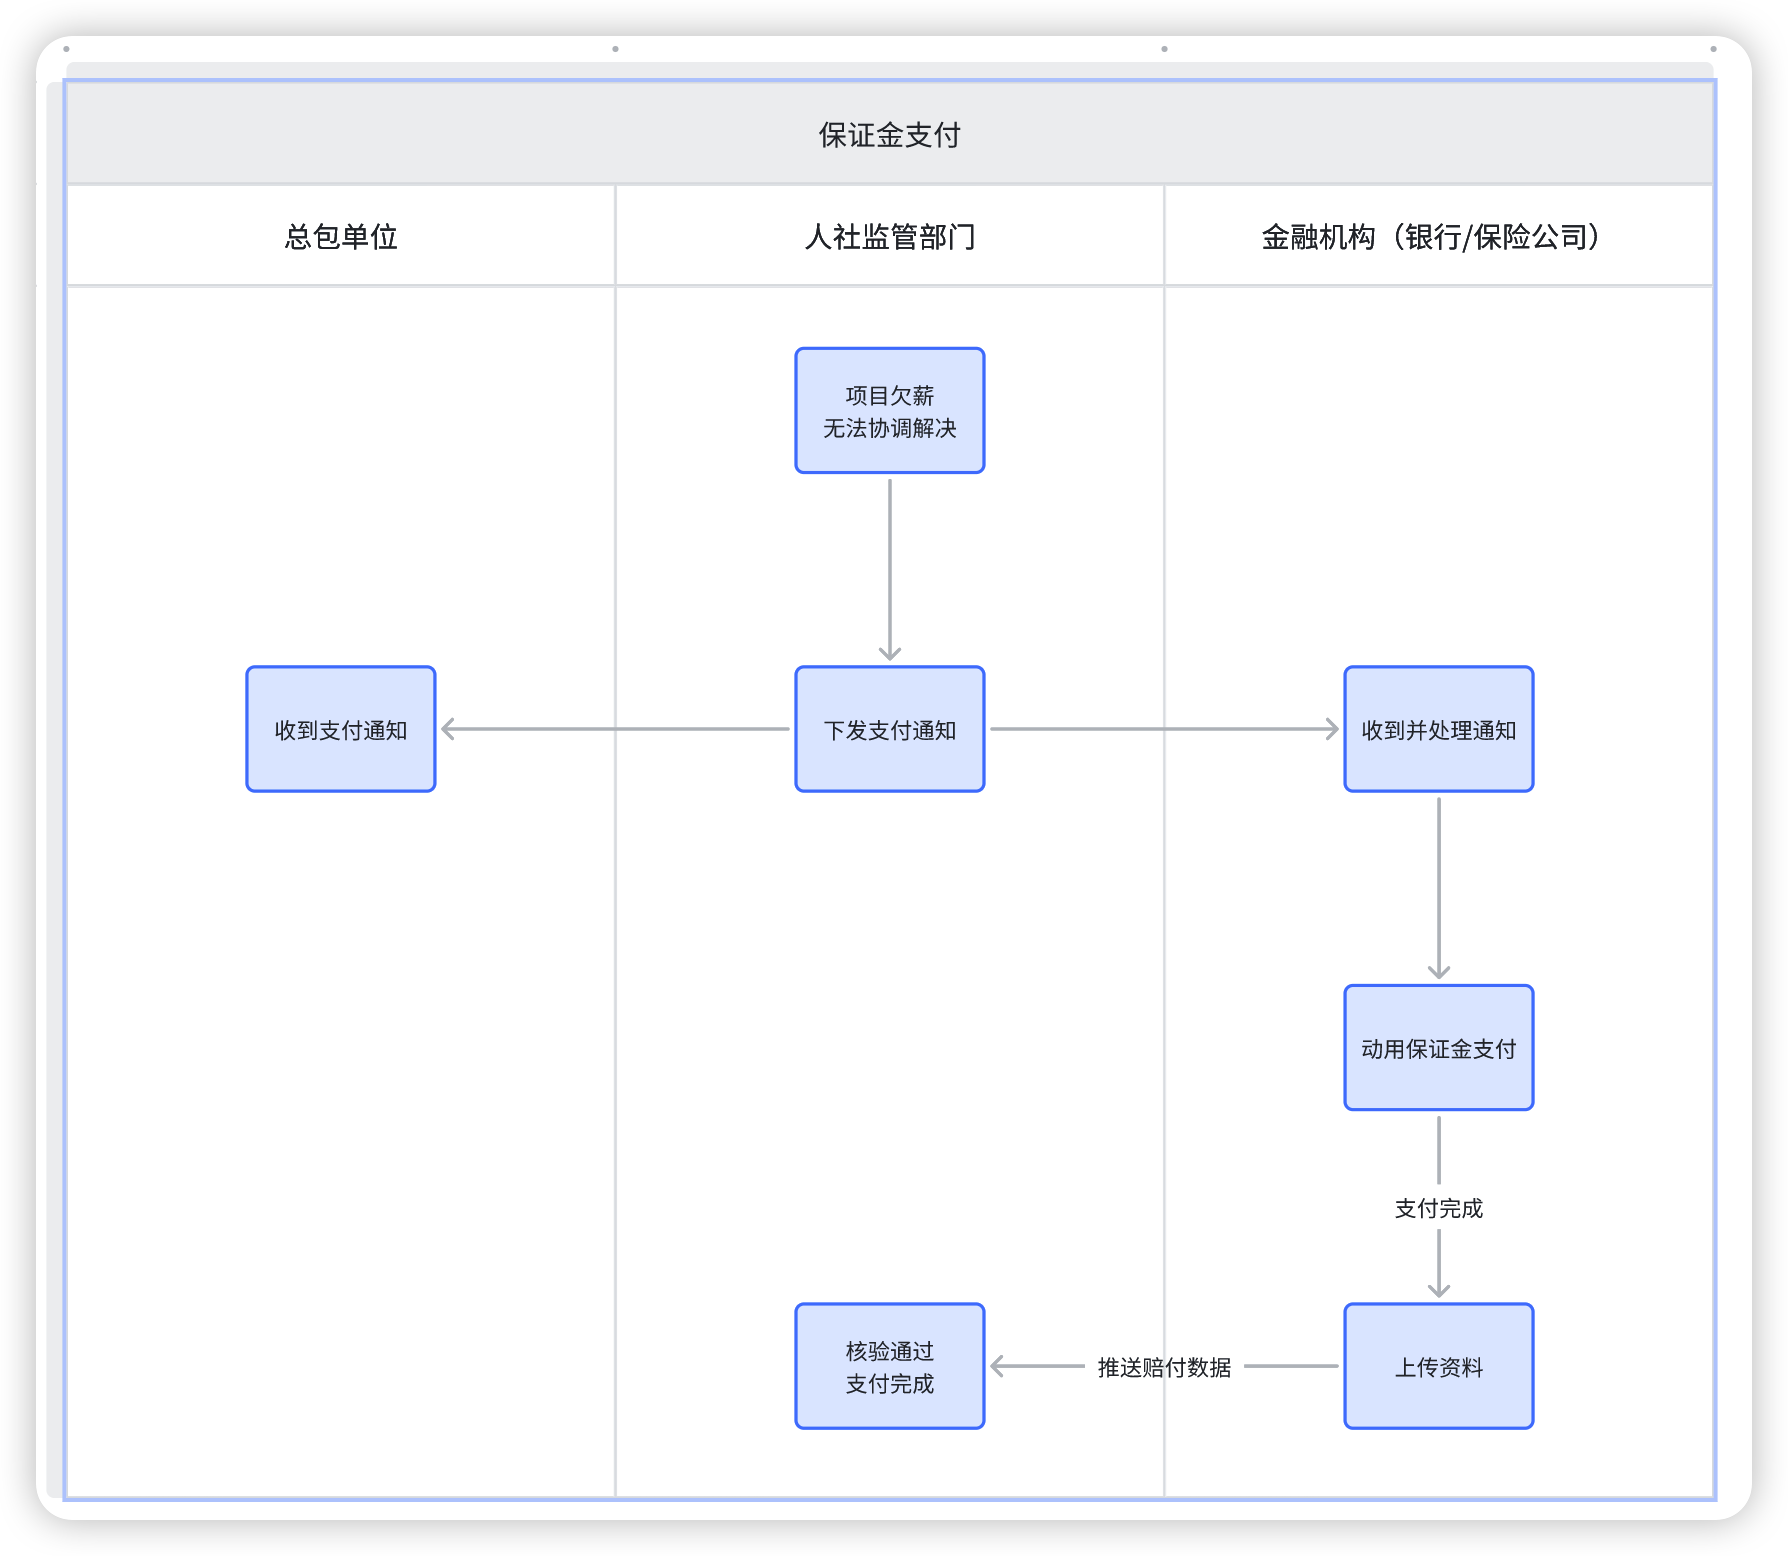 保证金支付
总包单位
人社监管部门
金融机构（银行/保险公司）
项目欠薪
无法协调解决
收到支付通知
下发支付通知
收到并处理通知
动用保证金支付
支付完成
核验通过
支付完成
推送赔付数据
上传资料